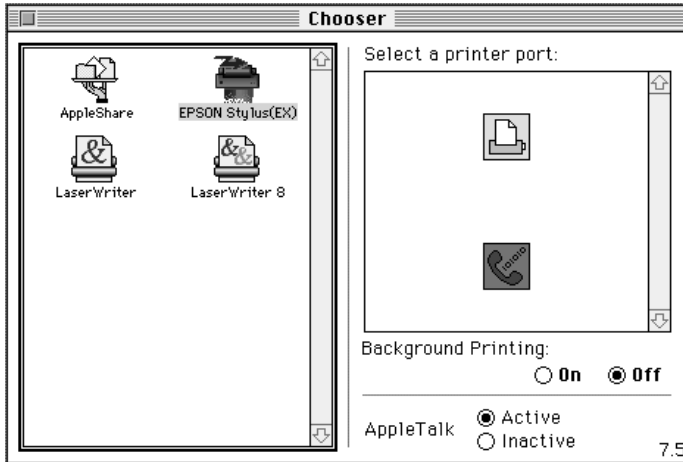 Chooser
AppleShare
EPSON Stylus(EX)
LaserWriter
LaserWriter 8
Select a printer port:
Background Printing:
On Off
AppleTalk
Active
Inactive
7.5